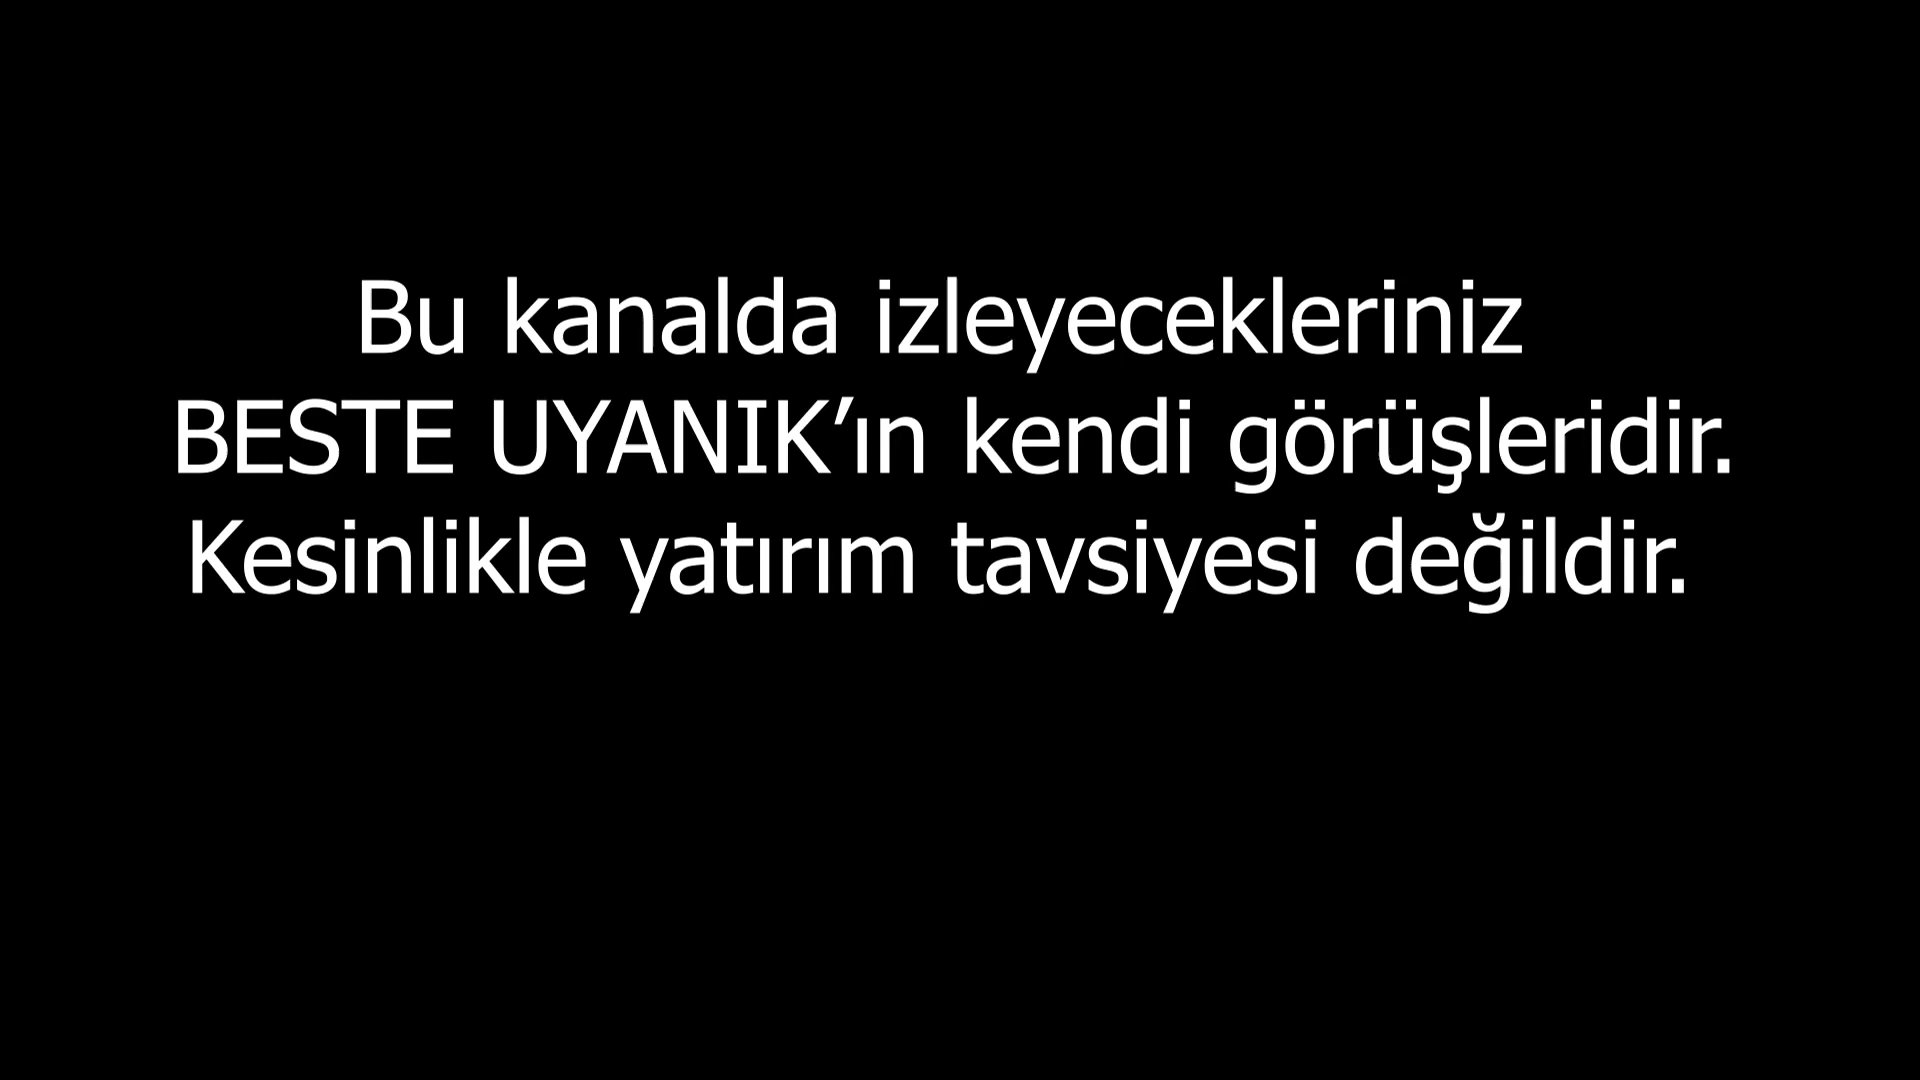 Bu kanalda izleyecekleriniz
BESTE UYANIK’ın kendi görüşleridir.
Kesinlikle yatırım tavsiyesi değildir.